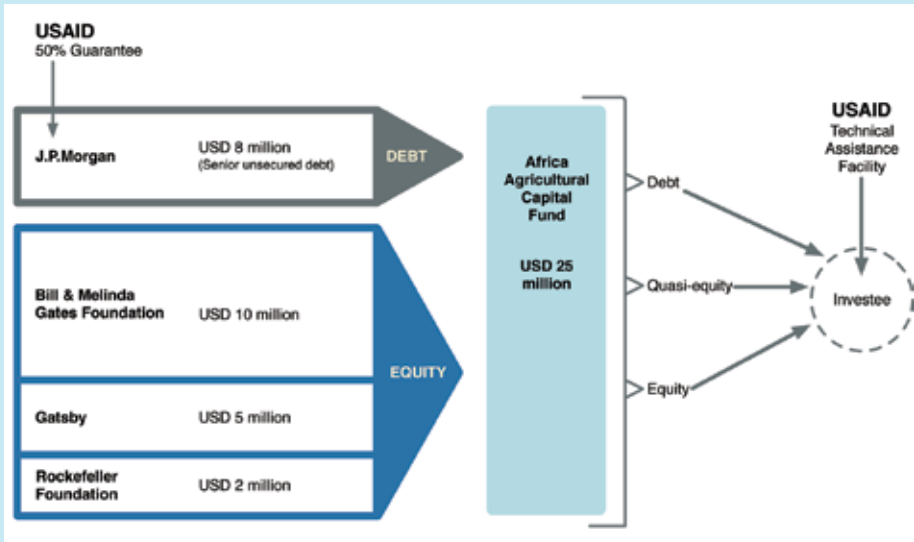 USAID
50% Guarantee
J.P.Morgan
USD 8 million
(Senior unsecured debt)
DEBT
Bill & Melinda
Gates Foundation
USD 10 million
Gatsby
USD 5 million
Rockefeller
Foundation
USD 2 million
EQUITY
Africa
Agricultural
Capital
Fund
USD 25
million
Debt
Quasi-equity
Equity
USAID
Technical
Assistance
Facility
Investee